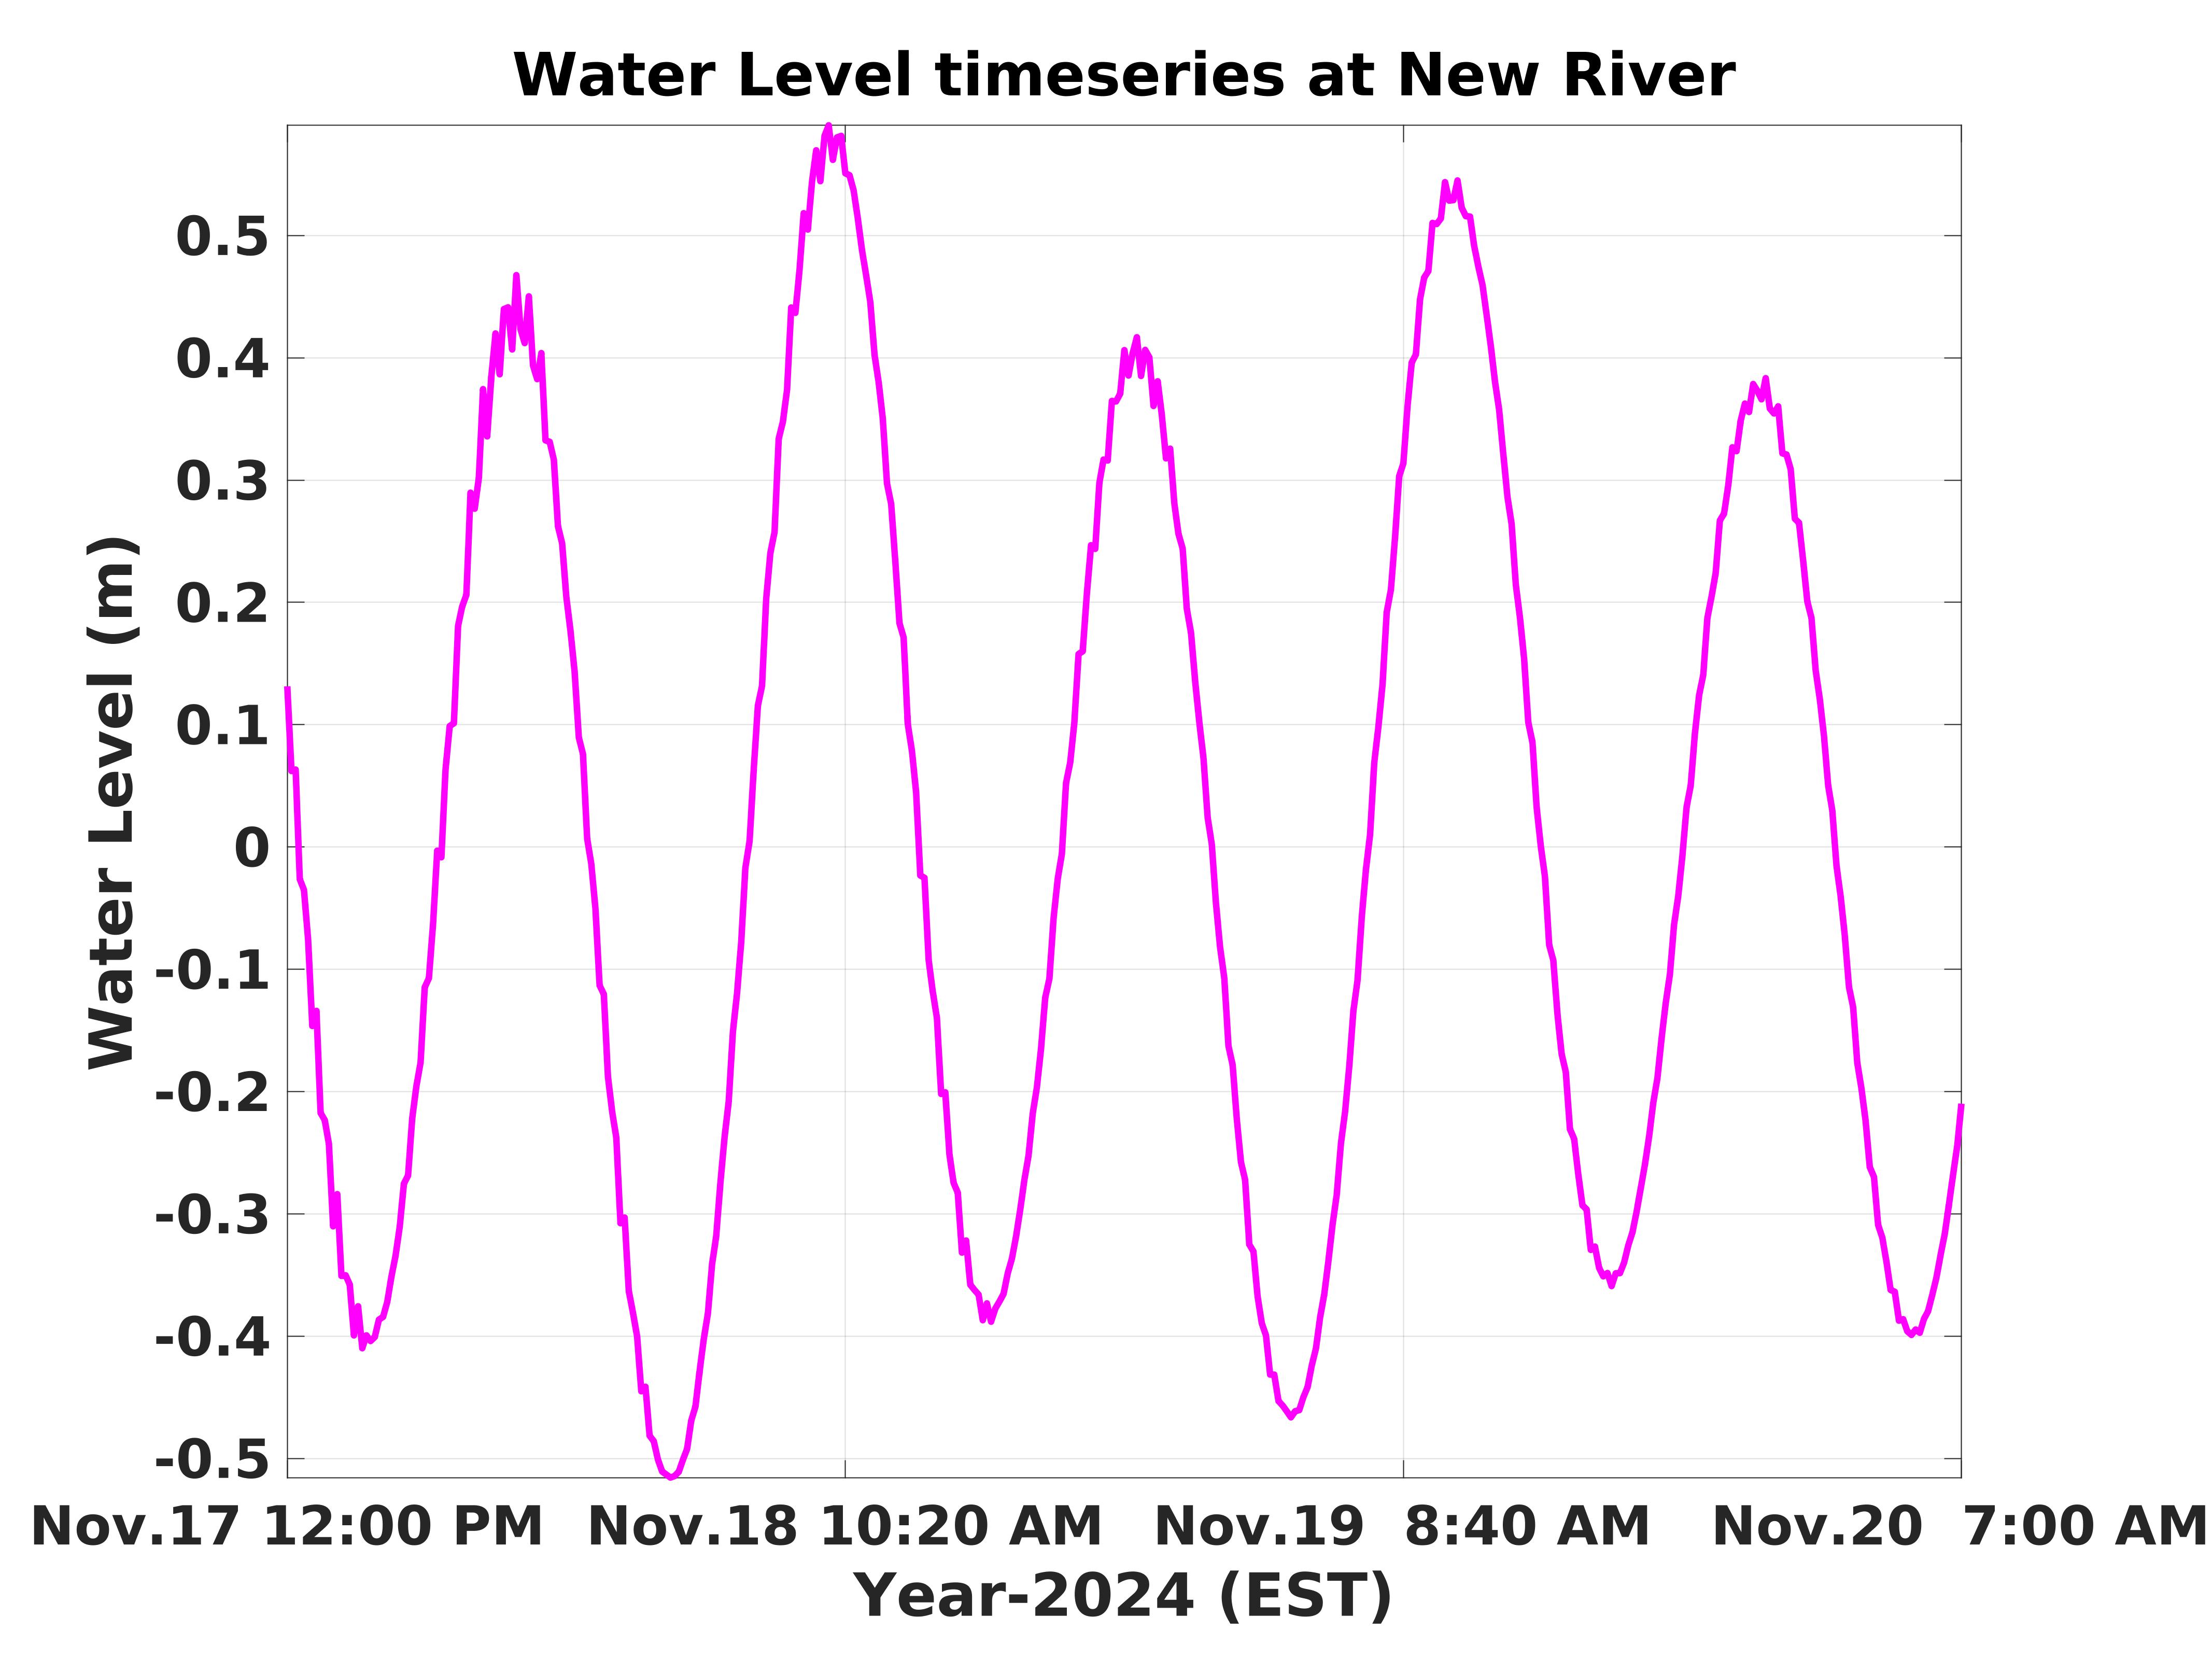 Water Level timeseries at New River
Water Level (m)
0.5
0.4
0.3
0.2
0.1
0
-0.1
-0.2
-0.3
-0.4
-0.5
Nov.17 12:00 PM Nov.18 10:20 AM Nov.19 8:40 AM Nov.20 7:00 AM
Year-2024 (EST)